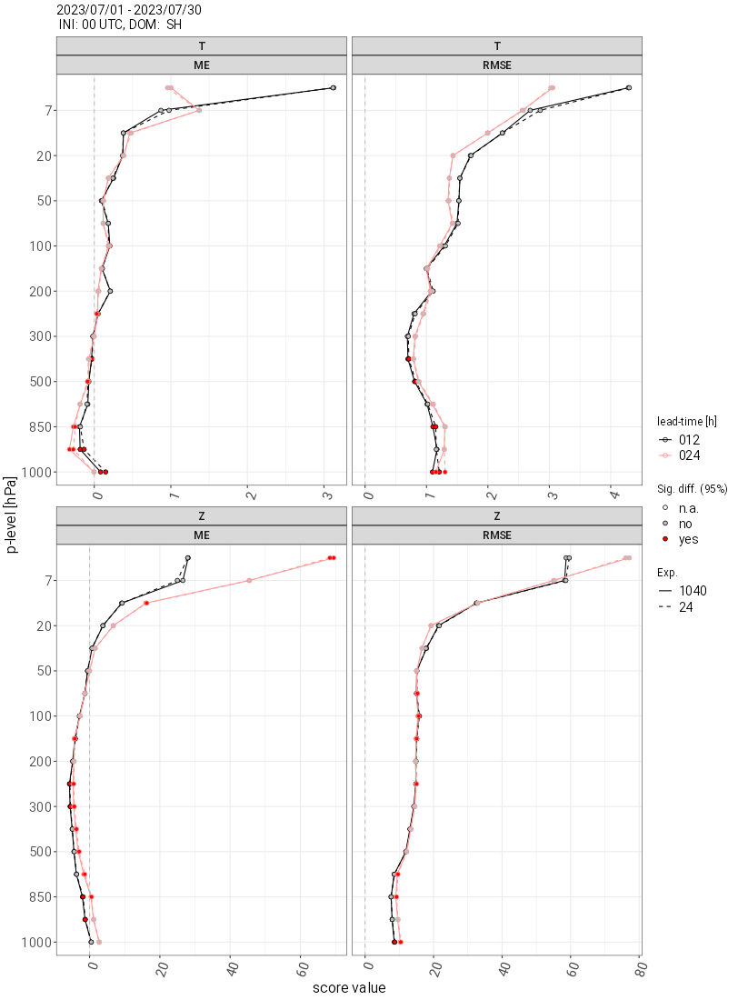 2023/07/01 - 2023/07/30
INI: 00 UTC, DOM:  SH
T
T
ME
RMSE
7
20
50
100
200
300
500
850
1000
0
1
2
3
0
1
2
3
4
Z
Z
ME
RMSE
7
20
50
100
200
300
500
850
1000
0
20
40
60
0
20
40
60
80
score value
p-level [hPa]
lead-time [h]
012
024
Sig. diff. (95%)
n.a.
no
yes
Exp.
1040
24